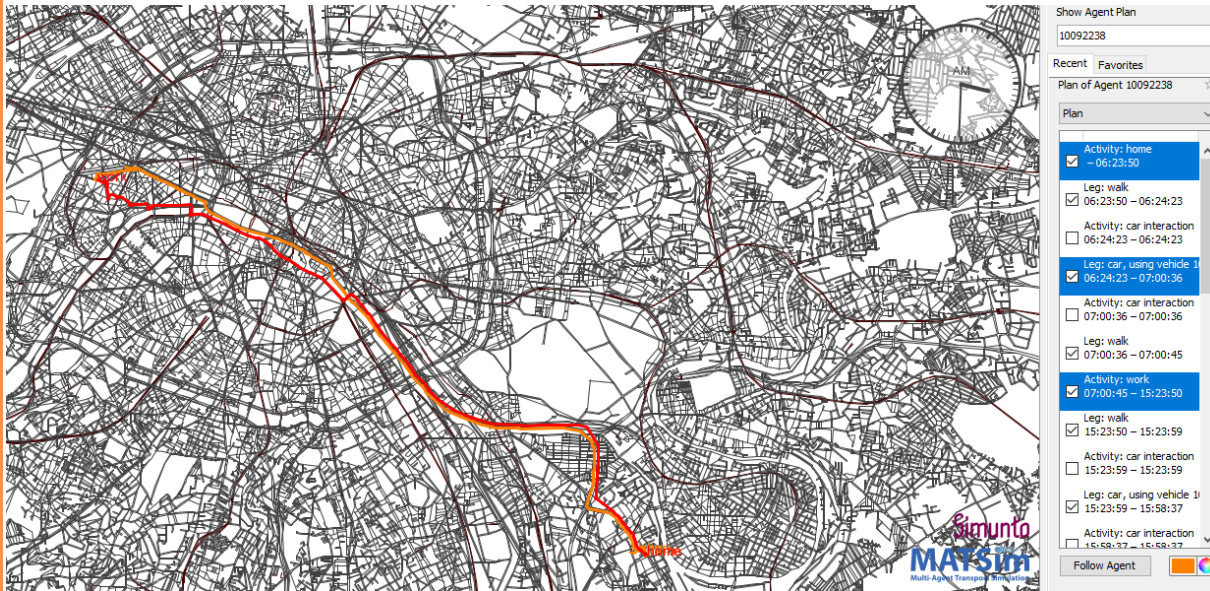 Show Agent Plan
10092238
Recent Favorites
Plan of Agent 10092238
Plan
AM
Activity: home
– 06:23:50
Leg: walk
06:23:50 – 06:24:23
Activity: car interaction
06:24:23 – 06:24:23
Leg: car, using vehicle 1
06:24:23 – 07:00:36
Activity: car interaction
07:00:36 – 07:00:36
Leg: walk
07:00:36 – 07:00:45
Activity: work
07:00:45 – 15:23:50
Leg: walk
15:23:50 – 15:23:59
Activity: car interaction
15:23:59 – 15:23:59
Leg: car, using vehicle 1
15:23:59 – 15:58:37
Activity: car interaction
15:58:37 – 15:58:37
Follow Agent
work
home
Simunto
MATSim
Multi-Agent Transport Simulation